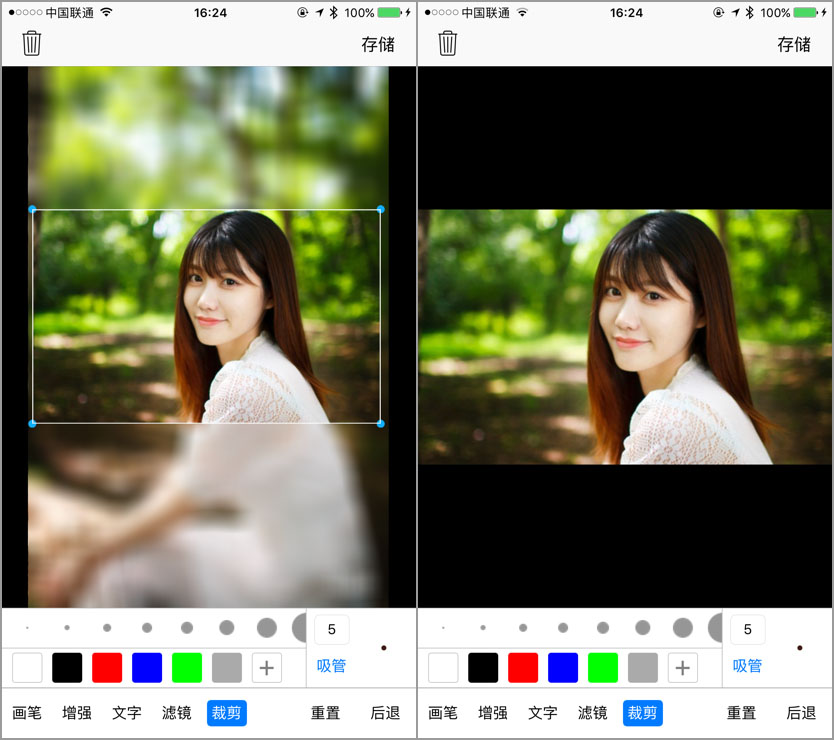 中国联通 16:24 100%
存储
5
吸管
画笔 增强 文字 滤镜 裁剪 重置 后退
中国联通 16:24 100%
存储
5
吸管
画笔 增强 文字 滤镜 裁剪 重置 后退